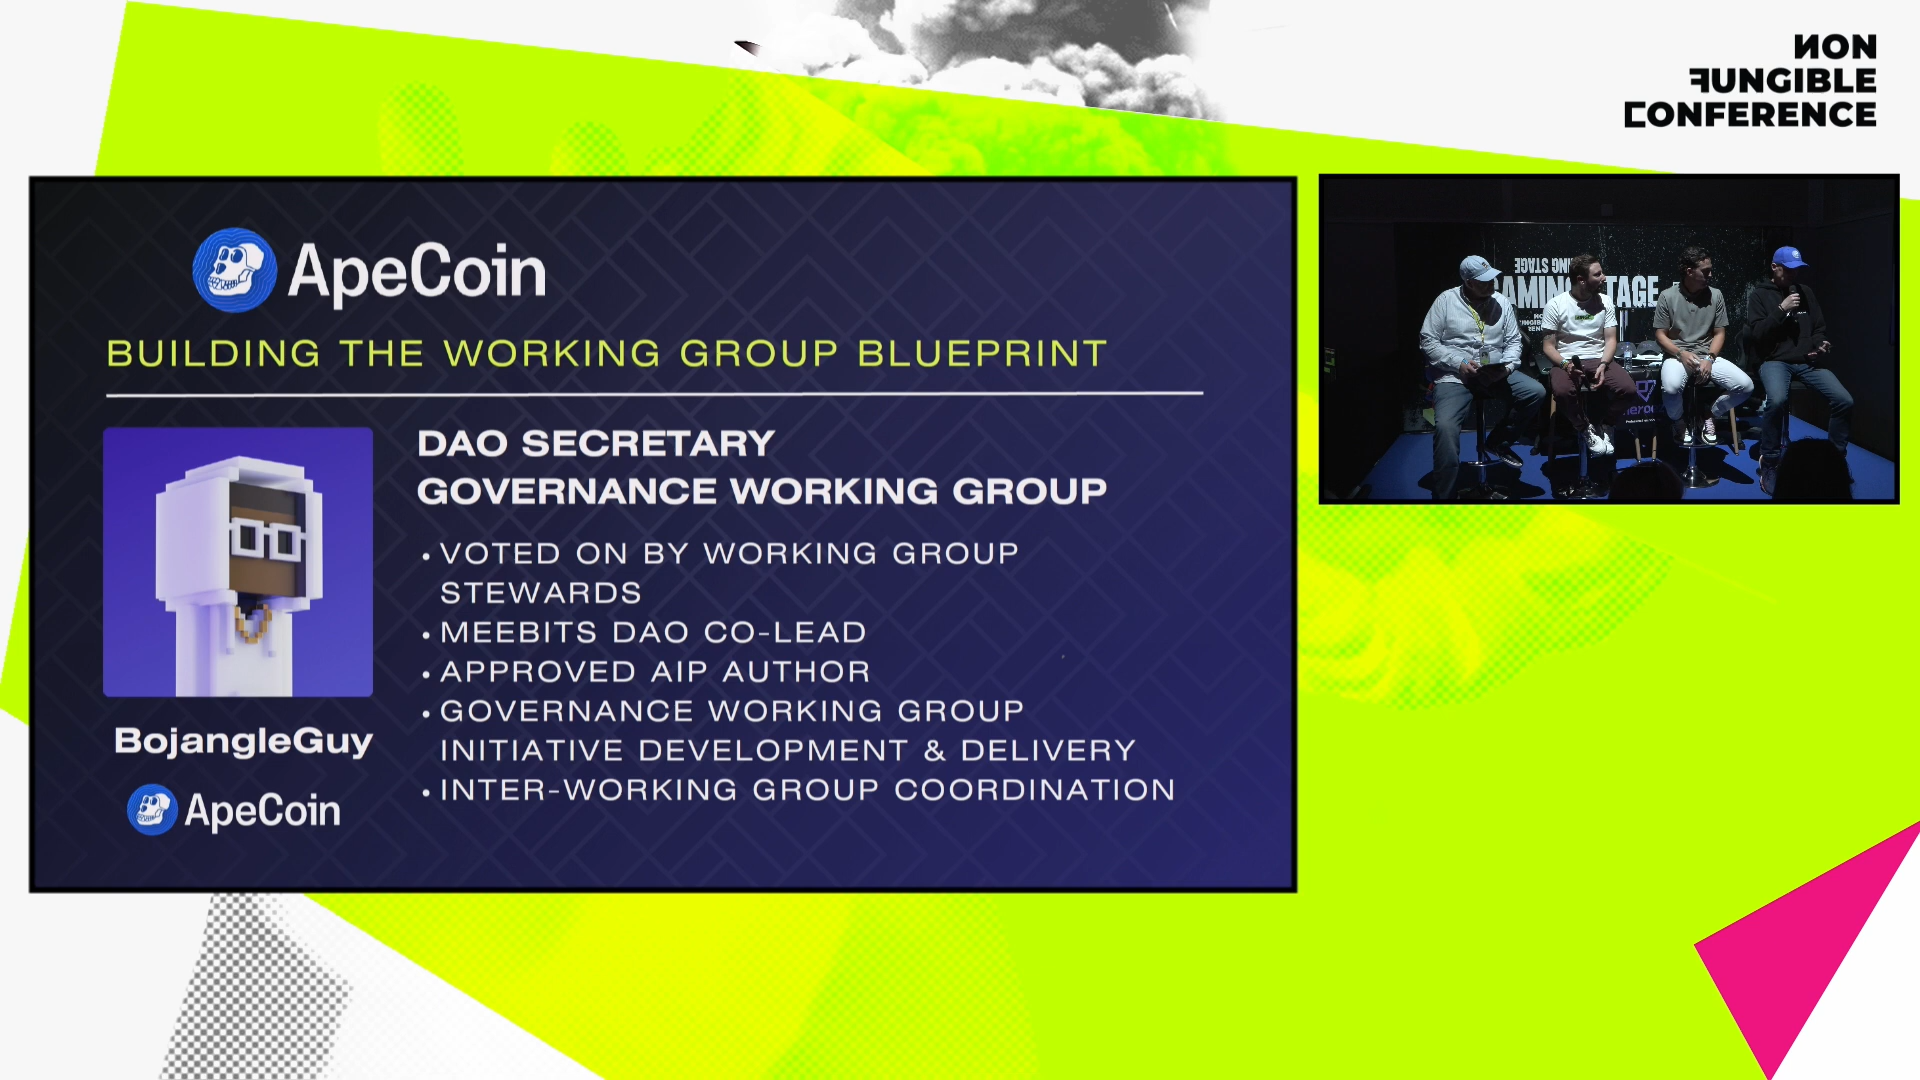 NON
FUNGIBLE
CONFERENCE
ApeCoin
BUILDING THE WORKING GROUP BLUEPRINT
DAO SECRETARY
GOVERNANCE WORKING GROUP
• VOTED ON BY WORKING GROUP
STEWARDS
• MEEBITS DAO CO-LEAD
• APPROVED AIP AUTHOR
• GOVERNANCE WORKING GROUP
INITIATIVE DEVELOPMENT & DELIVERY
• INTER-WORKING GROUP COORDINATION
BojangleGuy
ApeCoin